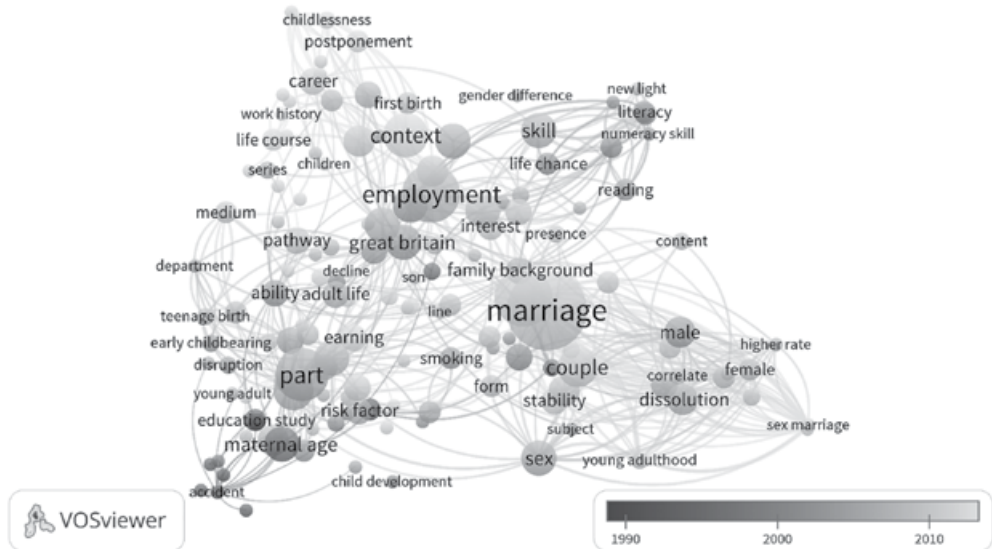 childlessness
postponement
career
first birth
gender difference
new light
literacy
work history
context
skill
numeracy skill
life course
children
life chance
series
employment
reading
medium
interest
presence
pathway
great britain
content
department
decline
son
family background
ability
adult life
line
marriage
teenage birth
early childbearing
earning
male
higher rate
disruption
part
smoking
couple
correlate
female
young adult
form
stability
dissolution
education study
risk factor
subject
sex marriage
maternal age
sex
young adulthood
accident
child development
VOSviewer
1990
2000
2010